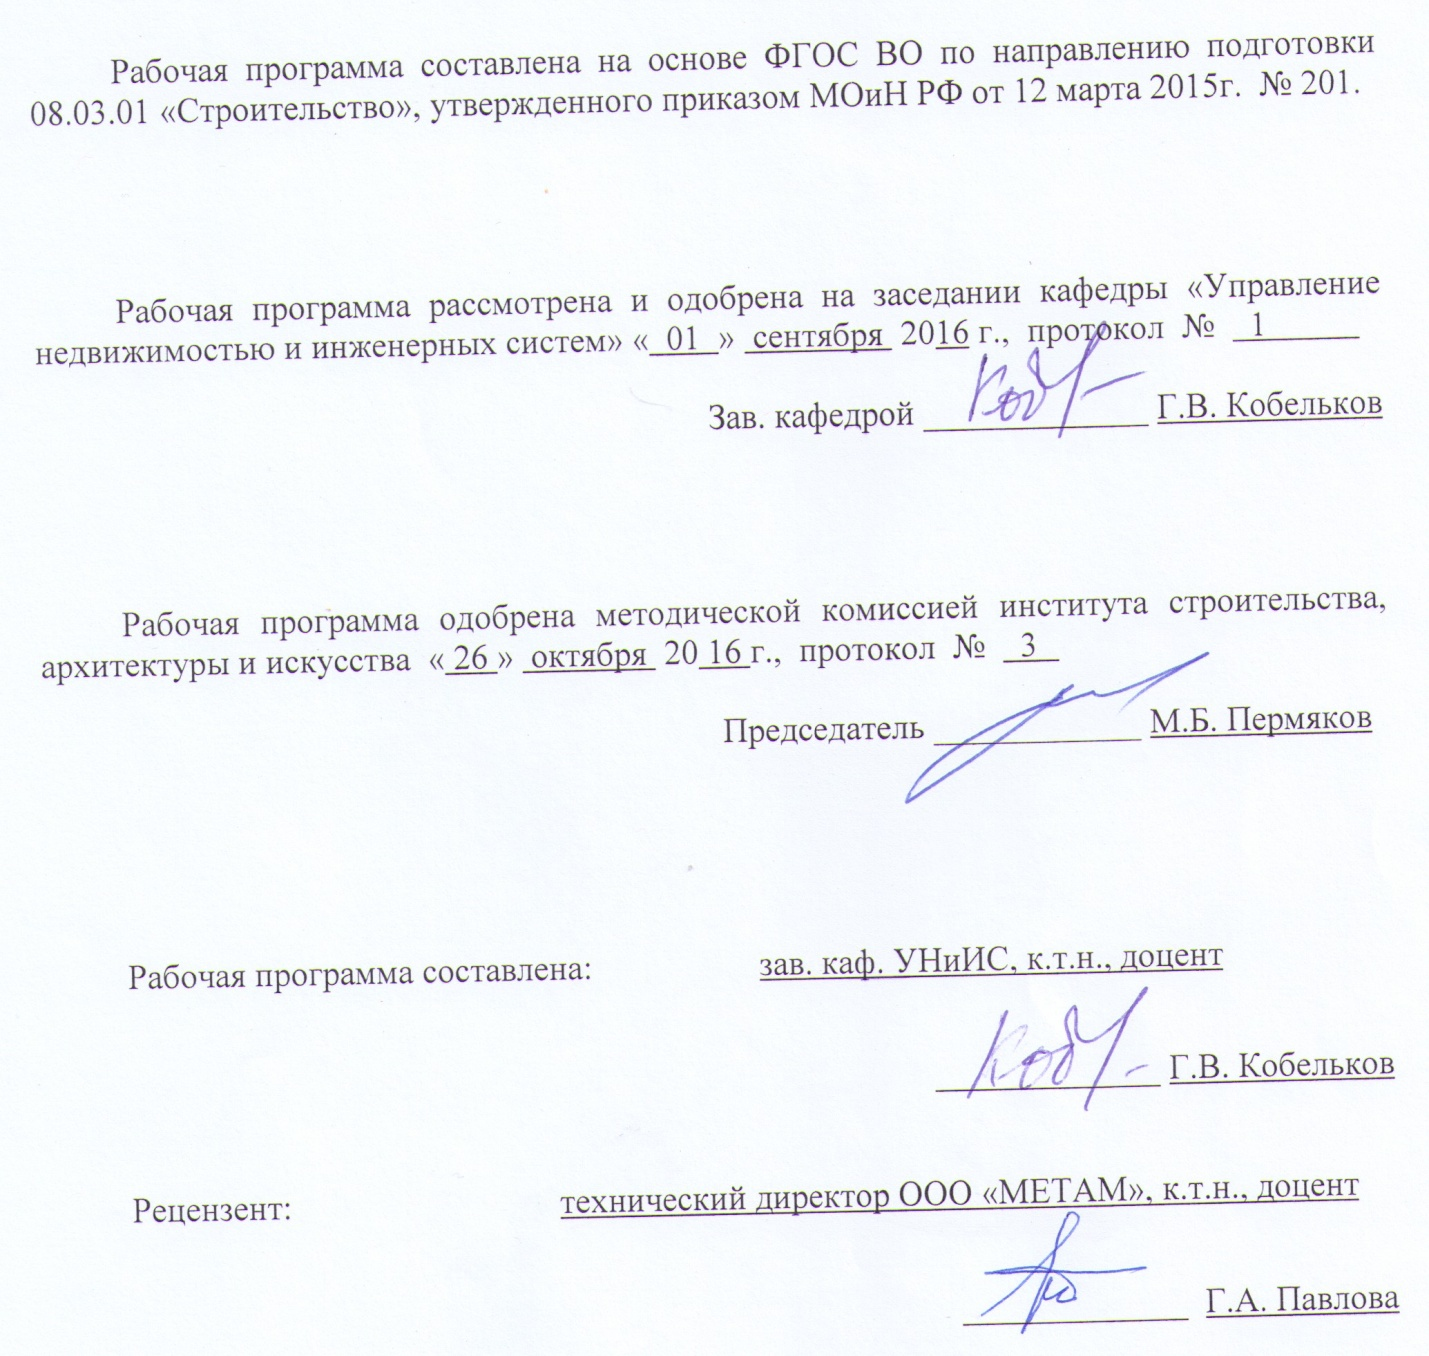 Рабочая программа составлена на основе ФГОС ВО по направлению подготовки
08.03.01 «Строительство», утвержденного приказом МОиН РФ от 12 марта 2015г. № 201.
Рабочая программа рассмотрена и одобрена на заседании кафедры «Управление
недвижимостью и инженерных систем» «01» сентября 2016 г., протокол № 1
Зав. кафедрой Г.В. Кобельков
Рабочая программа одобрена методической комиссией института строительства,
архитектуры и искусства «26» октября 2016 г., протокол № 3
Председатель М.Б. Пермяков
Рабочая программа составлена: зав. каф. УНиИС, к.т.н., доцент
Г.В. Кобельков
Рецензент: технический директор ООО «МЕТАМ», к.т.н., доцент
Г.А. Павлова